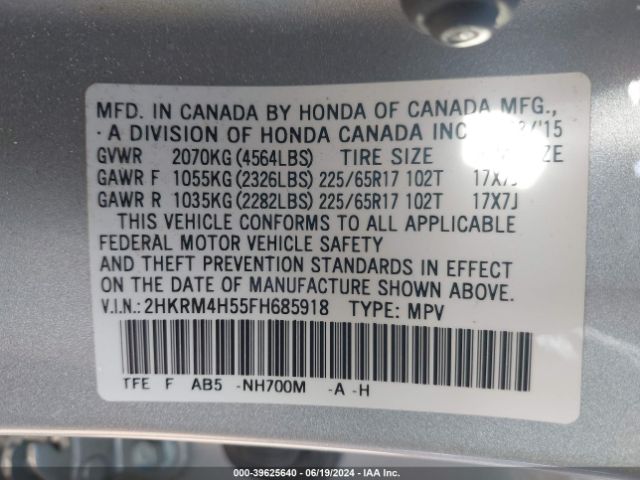 MFD. IN CANADA BY HONDA OF CANADA MFG.,
A DIVISION OF HONDA CANADA INC. /'15
GVWR 2070KG (4564LBS) TIRE SIZE ZE
GAWR F 1055KG (2326LBS) 225/65R17 102T 17X7J
GAWR R 1035KG (2282LBS) 225/65R17 102T 17X7J
THIS VEHICLE CONFORMS TO ALL APPLICABLE
FEDERAL MOTOR VEHICLE SAFETY
AND THEFT PREVENTION STANDARDS IN EFFECT
ON THE DATE OF MANUFACTURE SHOWN ABOVE.
V.I.N.: 2HKRM4H55FH685918 TYPE: MPV
TFE F AB5 -NH700M -A -H
000-39625640 - 06/19/2024 - IAA Inc.